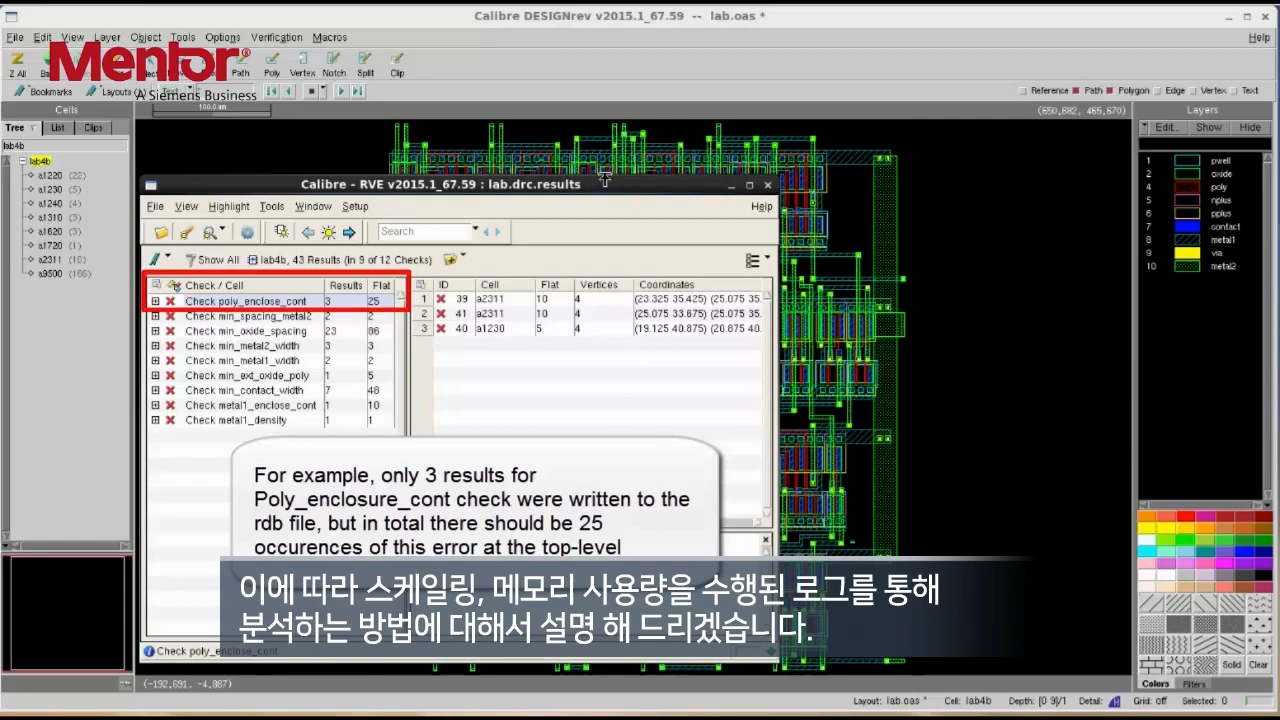 Calibre DESIGNrev v2015.1_67.59 -- lab.oas *
File Edit View Layer Object Tools Options Verification Macros Help
Mentor®
A Siemens Business
Z All Path Poly Vertex Notch Split Clip
Bookmarks Layouts Reference Path Polygon Edge Vertex Text
Cells 100.0 um (650.682, 465.670) Layers
Tree List Clips Edit... Show Hide
lab4b
lab4b
a1220 (22)
a1230 (5)
a1240 (4)
a1310 (3)
a1620 (3)
a1720 (1)
a2311 (1)
a9500 (166)
1 pwell
2 oxide
4 poly
5 nplus
6 pplus
7 contact
8 metal1
9 via
10 metal2
Calibre - RVE v2015.1_67.59 : lab.drc.results
File View Highlight Tools Window Setup Help
Search
Show All lab4b, 43 Results (in 9 of 12 Checks)
Check / Cell Results Flat
Check poly_enclose_cont 3 25
Check min_spacing_metal2 2 2
Check min_oxide_spacing 23 86
Check min_metal2_width 3 3
Check min_metal1_width 2 2
Check min_ext_oxide_poly 1 5
Check min_contact_width 7 48
Check metal1_enclose_cont 1 10
Check metal1_density 1 1
ID Cell Flat Vertices Coordinates
1 39 a2311 10 4 (23.325 35.425) (25.075 35.
2 41 a2311 10 4 (25.075 33.675) (25.075 35.
3 40 a1230 5 4 (19.125 40.875) (20.875 40.
For example, only 3 results for
Poly_enclosure_cont check were written to the
rdb file, but in total there should be 25
occurences of this error at the top-level
이에 따라 스케일링, 메모리 사용량을 수행된 로그를 통해
분석하는 방법에 대해서 설명 해 드리겠습니다.
Check poly_enclose_cont
Solid Clear
Colors Filters
(-192.691, -4.887)
Layout: lab.oas * Cell: lab4b Depth: [0 9]/1 Detail: Grid: off Selected: 0